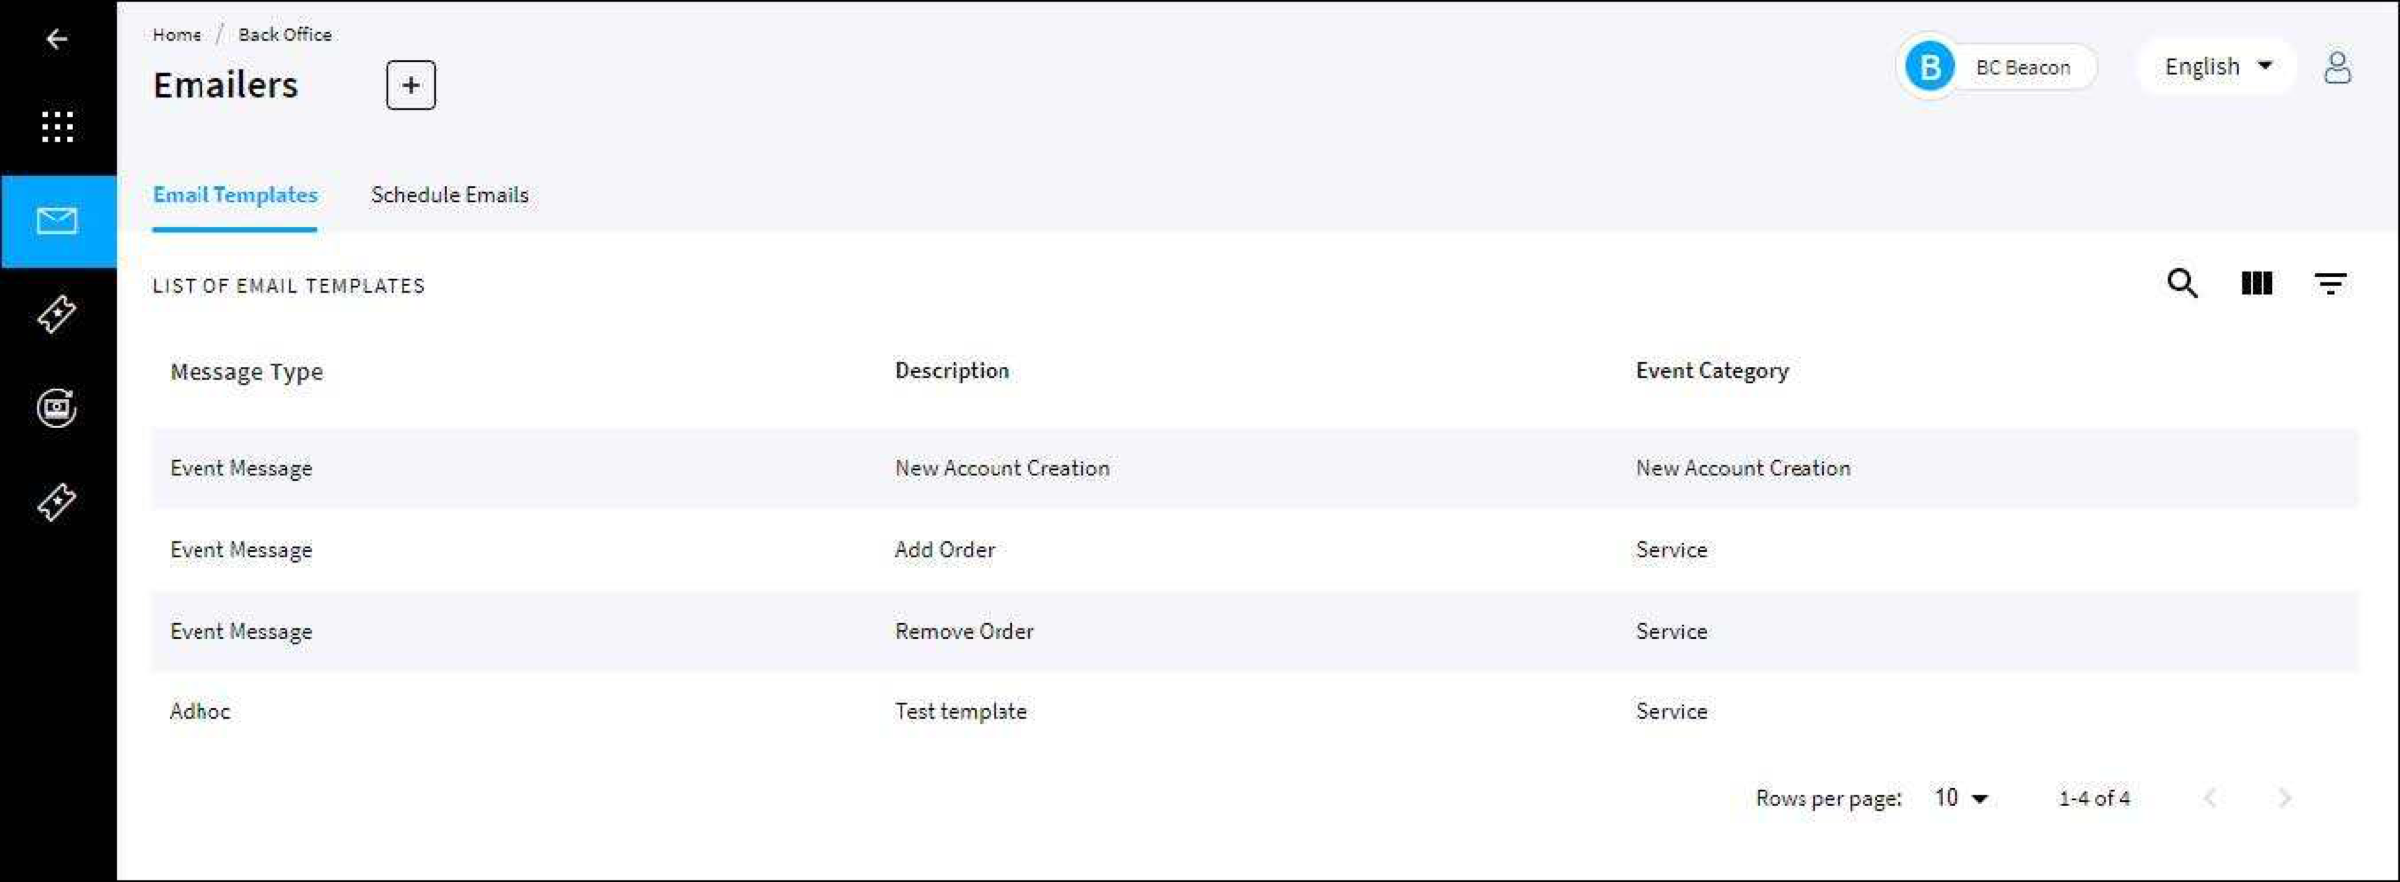 Home / Back Office
Emailers +
B BC Beacon English
Email Templates Schedule Emails
LIST OF EMAIL TEMPLATES
Message Type Description Event Category
Event Message New Account Creation New Account Creation
Event Message Add Order Service
Event Message Remove Order Service
Adhoc Test template Service
Rows per page: 10 1-4 of 4